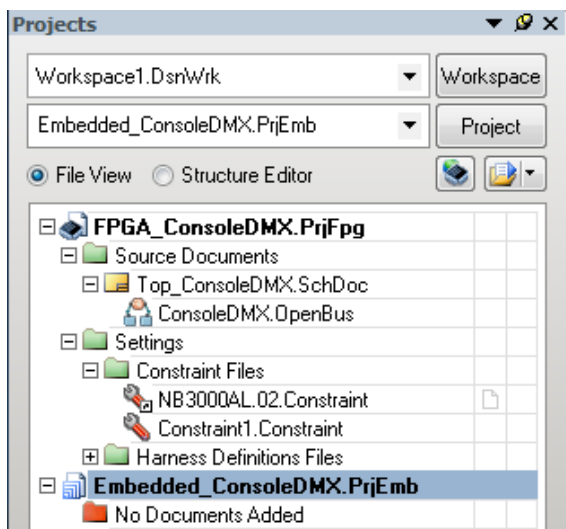 Projects
Workspace1.DsnWrk
Workspace
Embedded_ConsoleDMX.PrjEmb
Project
File View
Structure Editor
FPGA_ConsoleDMX.PrjFpg
Source Documents
Top_ConsoleDMX.SchDoc
ConsoleDMX.OpenBus
Settings
Constraint Files
NB3000AL.02.Constraint
Constraint1.Constraint
Harness Definitions Files
Embedded_ConsoleDMX.PrjEmb
No Documents Added